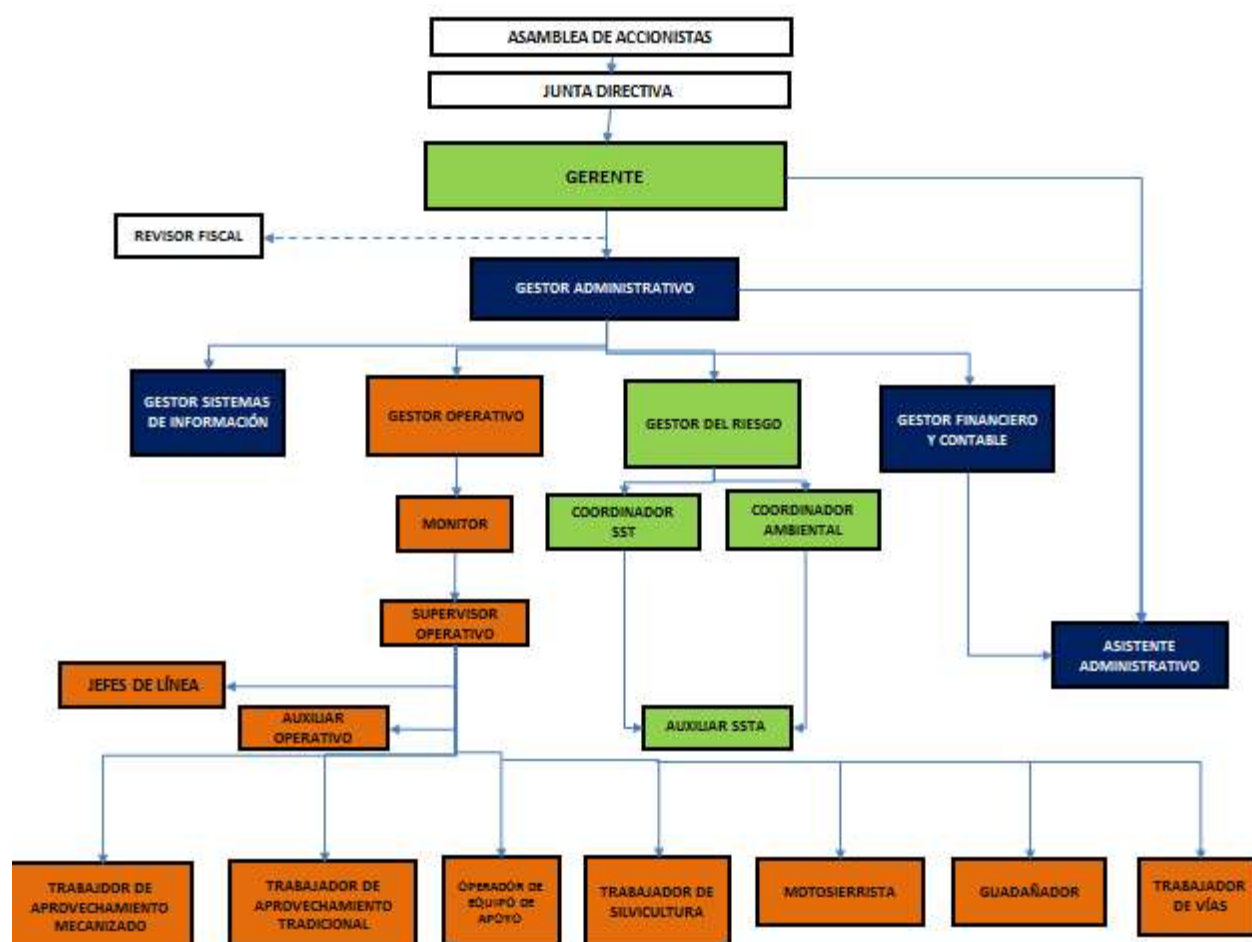 ASAMBLEA DE ACCIONISTAS
JUNTA DIRECTIVA
GERENTE
REVISOR FISCAL
GESTOR ADMINISTRATIVO
GESTOR SISTEMAS
DE INFORMACIÓN
GESTOR OPERATIVO
GESTOR DEL RIESGO
GESTOR FINANCIERO
Y CONTABLE
MONITOR
COORDINADOR
SST
COORDINADOR
AMBIENTAL
SUPERVISOR
OPERATIVO
ASISTENTE
ADMINISTRATIVO
JEFES DE LÍNEA
AUXILIAR
OPERATIVO
AUXILIAR SSTA
TRABAJDOR DE
APROVECHAMIENTO
MECANIZADO
TRABAJADOR DE
APROVECHAMIENTO
TRADICIONAL
OPERADOR DE
EQUIPO DE
APOYO
TRABAJADOR DE
SILVICULTURA
MOTOSIERRISTA
GUADAÑADOR
TRABAJADOR
DE VÍAS